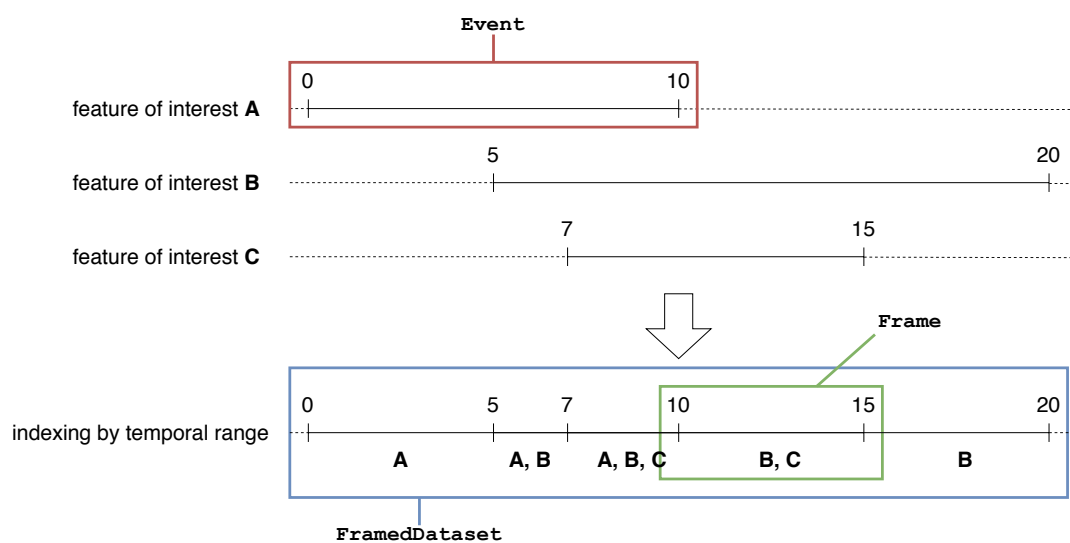 Event
0 10
feature of interest A
5 20
feature of interest B
7 15
feature of interest C
Frame
0 5 7 10 15 20
indexing by temporal range
A A, B A, B, C B, C B
FramedDataset